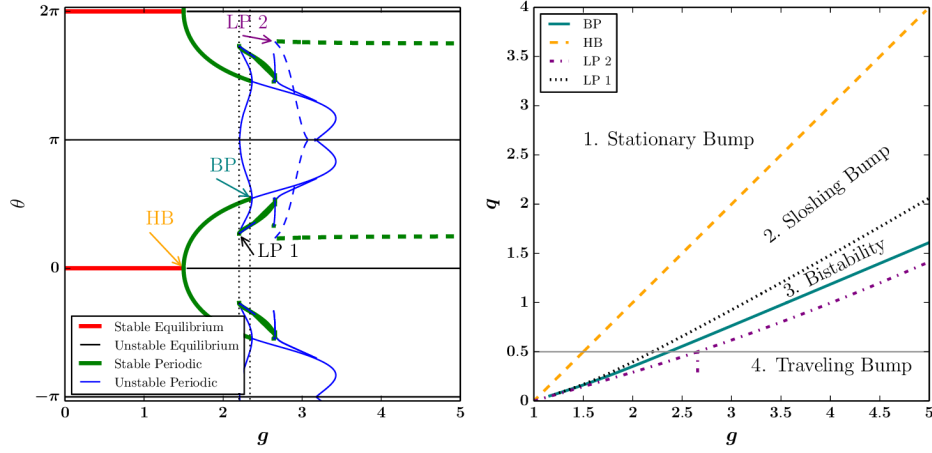 2π
π
0
−π
θ
0
1
2
3
4
5
g
LP 2
BP
HB
LP 1
Stable Equilibrium
Unstable Equilibrium
Stable Periodic
Unstable Periodic
4
3.5
3
2.5
2
1.5
1
0.5
0
q
1
1.5
2
2.5
3
3.5
4
4.5
5
g
BP
HB
LP 2
LP 1
1. Stationary Bump
2. Sloshing Bump
3. Bistability
4. Traveling Bump